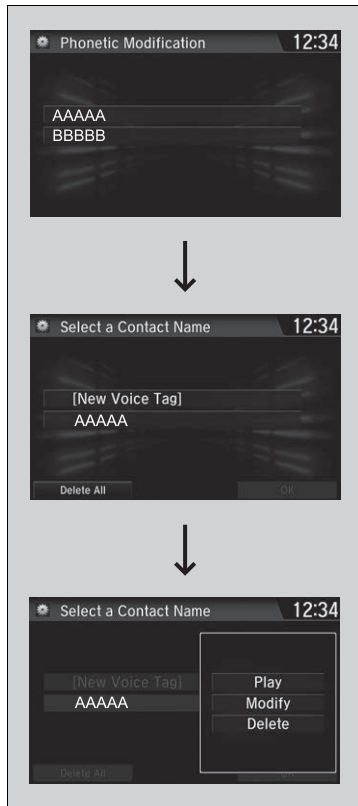 Phonetic Modification 12:34
AAAAA
BBBBB
Select a Contact Name 12:34
[New Voice Tag]
AAAAA
Delete All OK
Select a Contact Name 12:34
[New Voice Tag] Play
AAAAA Modify
Delete
Delete All OK